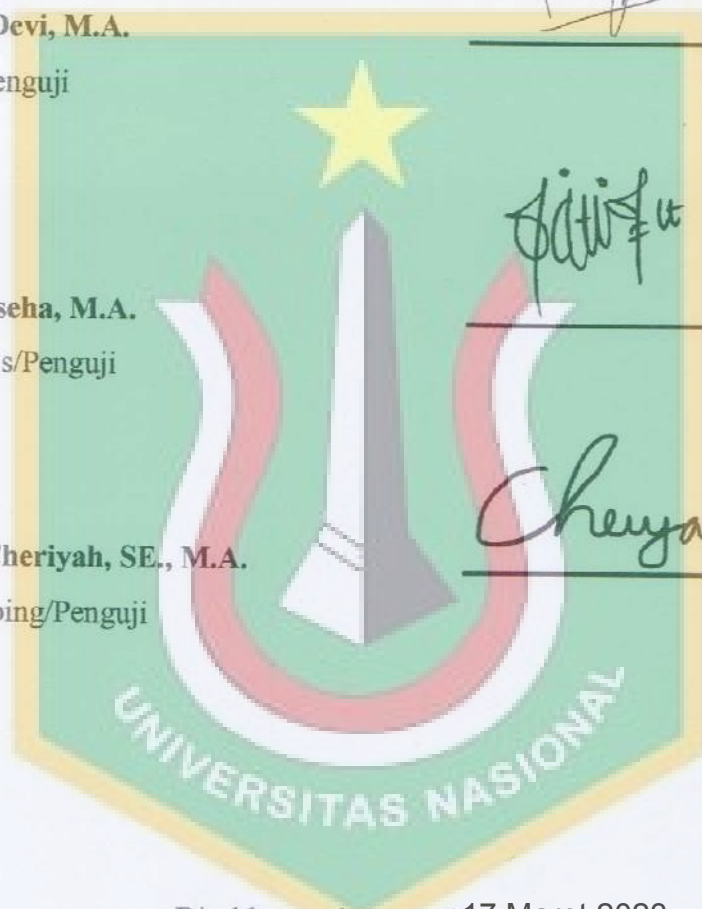 Devi, M.A.
enguji
seha, M.A.
s/Penguji
Cheriyah, SE., M.A.
bing/Penguji
UNIVERSITAS NASIONAL
17 Maret 2020